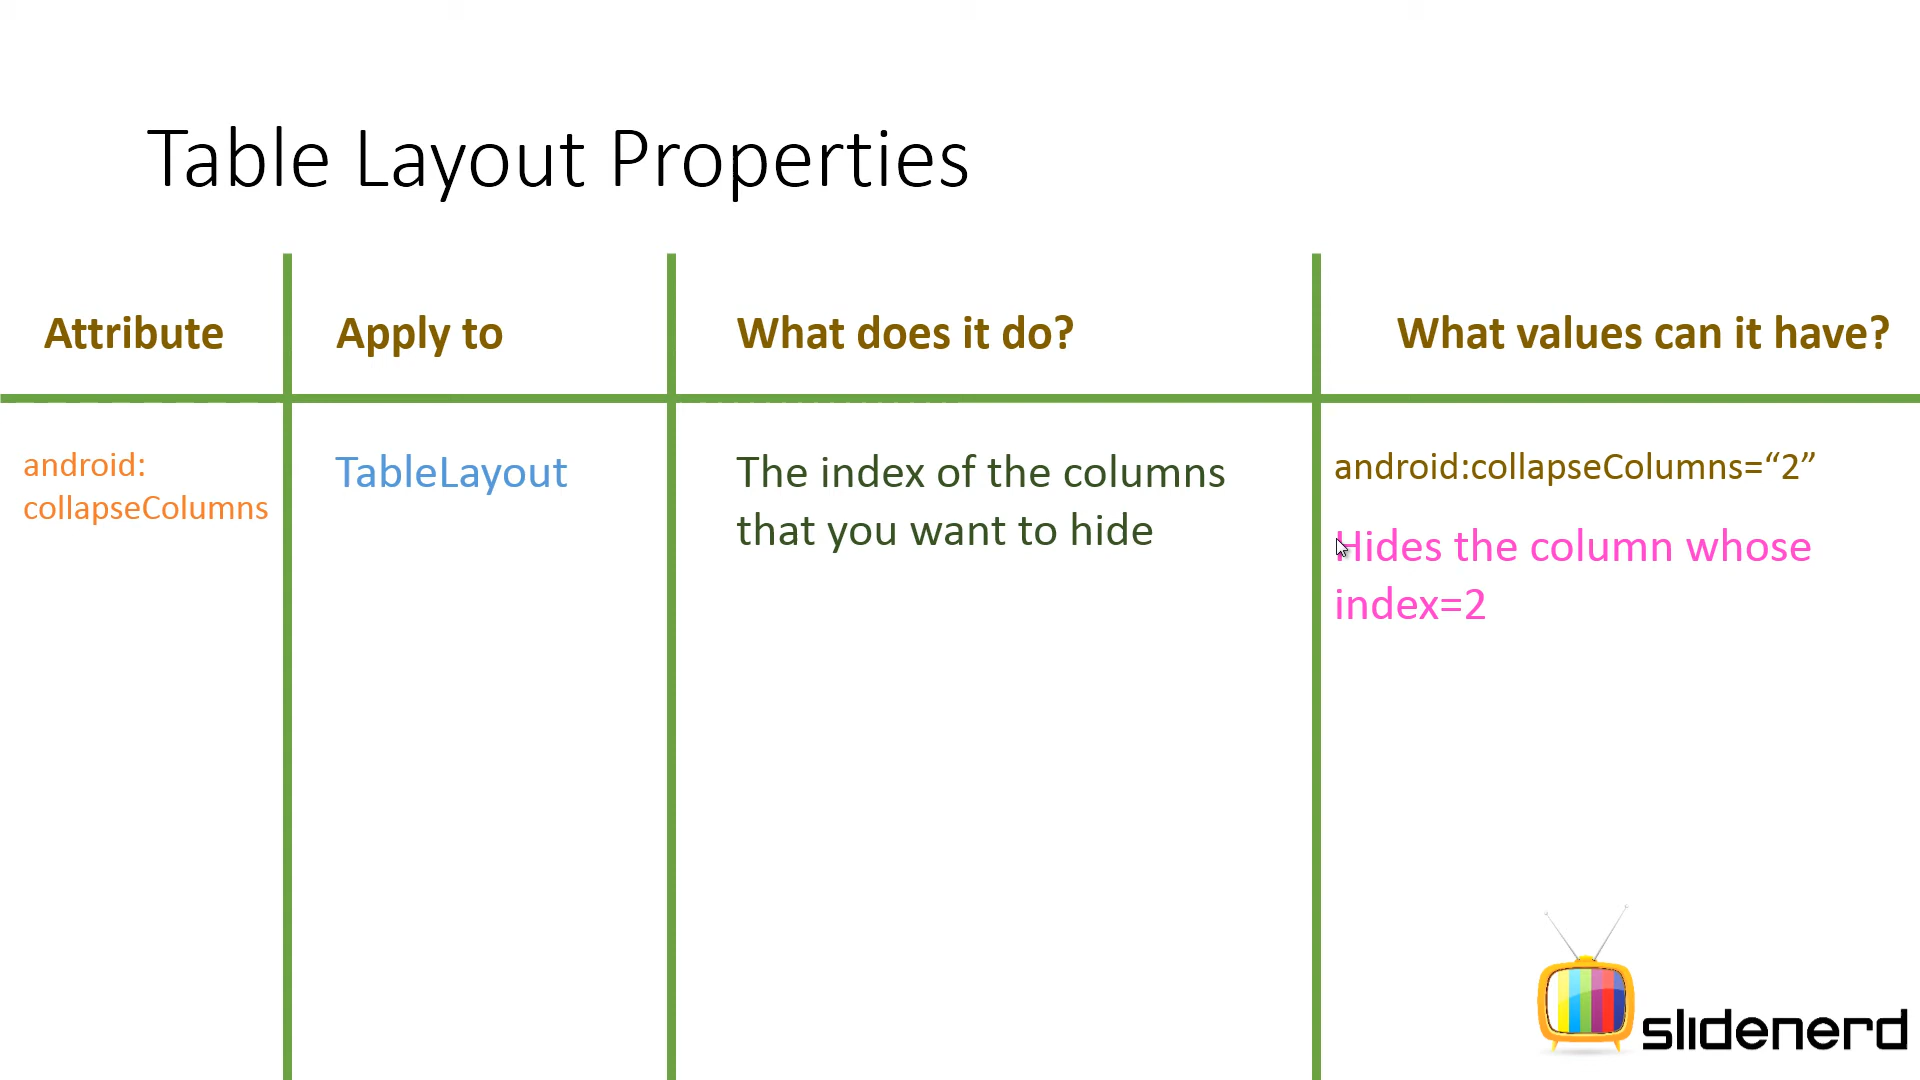 Table Layout Properties
Attribute
Apply to
What does it do?
What values can it have?
android:
collapseColumns
TableLayout
The index of the columns
that you want to hide
android:collapseColumns=“2”
Hides the column whose
index=2
slidenerd